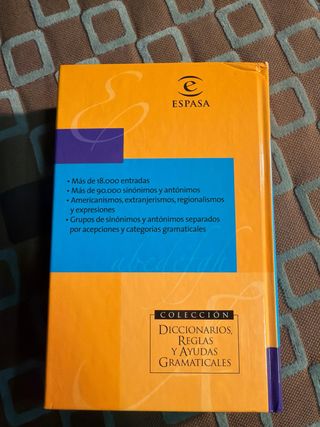 e
ESPASA
• Más de 18.000 entradas
• Más de 90.000 sinónimos y antónimos
• Americanismos, extranjerismos, regionalismos
y expresiones
• Grupos de sinónimos y antónimos separados
por acepciones y categorías gramaticales
COLECCIÓN
DICCIONARIOS,
REGLAS
Y AYUDAS
GRAMATICALES